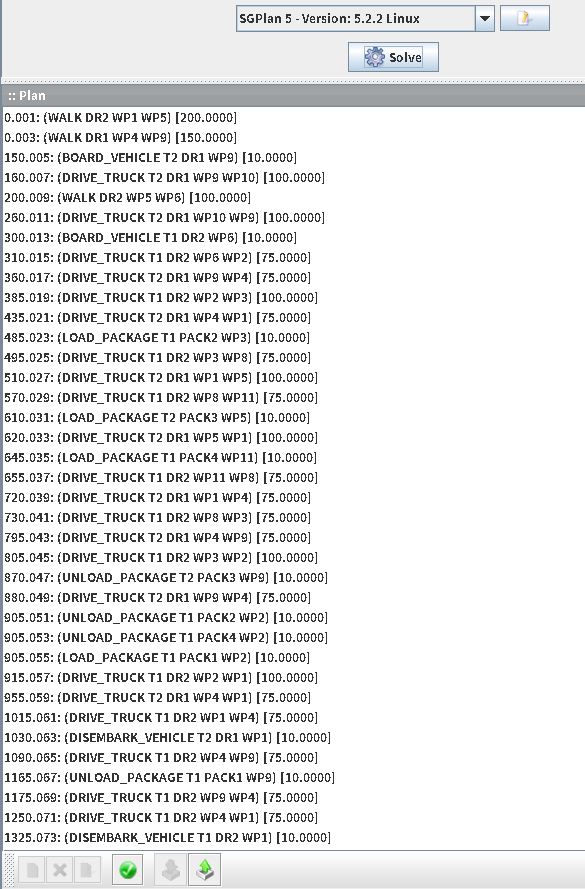 SGPlan 5 - Version: 5.2.2 Linux
Solve
:: Plan
0.001: (WALK DR2 WP1 WP5) [200.0000]
0.003: (WALK DR1 WP4 WP9) [150.0000]
150.005: (BOARD_VEHICLE T2 DR1 WP9) [10.0000]
160.007: (DRIVE_TRUCK T2 DR1 WP9 WP10) [100.0000]
200.009: (WALK DR2 WP5 WP6) [100.0000]
260.011: (DRIVE_TRUCK T2 DR1 WP10 WP9) [100.0000]
300.013: (BOARD_VEHICLE T1 DR2 WP6) [10.0000]
310.015: (DRIVE_TRUCK T1 DR2 WP6 WP2) [75.0000]
360.017: (DRIVE_TRUCK T2 DR1 WP9 WP4) [75.0000]
385.019: (DRIVE_TRUCK T1 DR2 WP2 WP3) [100.0000]
435.021: (DRIVE_TRUCK T2 DR1 WP4 WP1) [75.0000]
485.023: (LOAD_PACKAGE T1 PACK2 WP3) [10.0000]
495.025: (DRIVE_TRUCK T1 DR2 WP3 WP8) [75.0000]
510.027: (DRIVE_TRUCK T2 DR1 WP1 WP5) [100.0000]
570.029: (DRIVE_TRUCK T1 DR2 WP8 WP11) [75.0000]
610.031: (LOAD_PACKAGE T2 PACK3 WP5) [10.0000]
620.033: (DRIVE_TRUCK T2 DR1 WP5 WP1) [100.0000]
645.035: (LOAD_PACKAGE T1 PACK4 WP11) [10.0000]
655.037: (DRIVE_TRUCK T1 DR2 WP11 WP8) [75.0000]
720.039: (DRIVE_TRUCK T2 DR1 WP1 WP4) [75.0000]
730.041: (DRIVE_TRUCK T1 DR2 WP8 WP3) [75.0000]
795.043: (DRIVE_TRUCK T2 DR1 WP4 WP9) [75.0000]
805.045: (DRIVE_TRUCK T1 DR2 WP3 WP2) [100.0000]
870.047: (UNLOAD_PACKAGE T2 PACK3 WP9) [10.0000]
880.049: (DRIVE_TRUCK T2 DR1 WP9 WP4) [75.0000]
905.051: (UNLOAD_PACKAGE T1 PACK2 WP2) [10.0000]
905.053: (UNLOAD_PACKAGE T1 PACK4 WP2) [10.0000]
905.055: (LOAD_PACKAGE T1 PACK1 WP2) [10.0000]
915.057: (DRIVE_TRUCK T1 DR2 WP2 WP1) [100.0000]
955.059: (DRIVE_TRUCK T2 DR1 WP4 WP1) [75.0000]
1015.061: (DRIVE_TRUCK T1 DR2 WP1 WP4) [75.0000]
1030.063: (DISEMBARK_VEHICLE T2 DR1 WP1) [10.0000]
1090.065: (DRIVE_TRUCK T1 DR2 WP4 WP9) [75.0000]
1165.067: (UNLOAD_PACKAGE T1 PACK1 WP9) [10.0000]
1175.069: (DRIVE_TRUCK T1 DR2 WP9 WP4) [75.0000]
1250.071: (DRIVE_TRUCK T1 DR2 WP4 WP1) [75.0000]
1325.073: (DISEMBARK_VEHICLE T1 DR2 WP1) [10.0000]